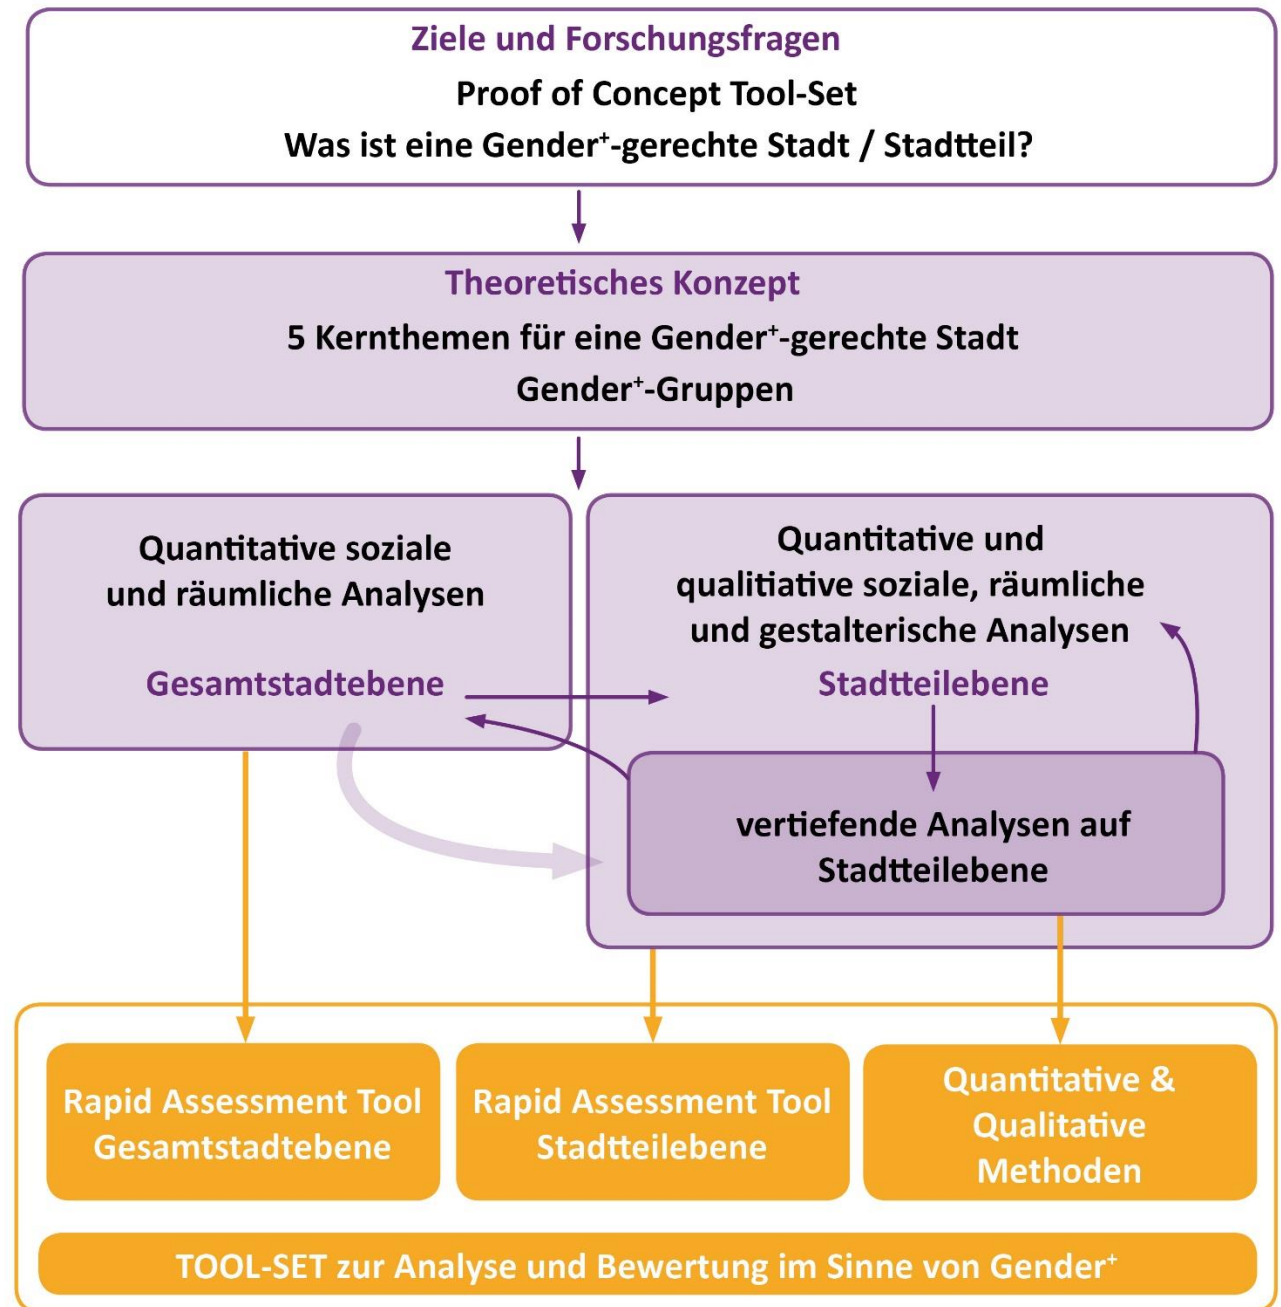 Ziele und Forschungsfragen
Proof of Concept Tool-Set
Was ist eine Gender⁺-gerechte Stadt / Stadtteil?
Theoretisches Konzept
5 Kernthemen für eine Gender⁺-gerechte Stadt
Gender⁺-Gruppen
Quantitative soziale
und räumliche Analysen
Gesamtstadtebene
Quantitative und
qualitiative soziale, räumliche
und gestalterische Analysen
Stadtteilebene
vertiefende Analysen auf
Stadtteilebene
Rapid Assessment Tool
Gesamtstadtebene
Rapid Assessment Tool
Stadtteilebene
Quantitative &
Qualitative
Methoden
TOOL-SET zur Analyse und Bewertung im Sinne von Gender⁺